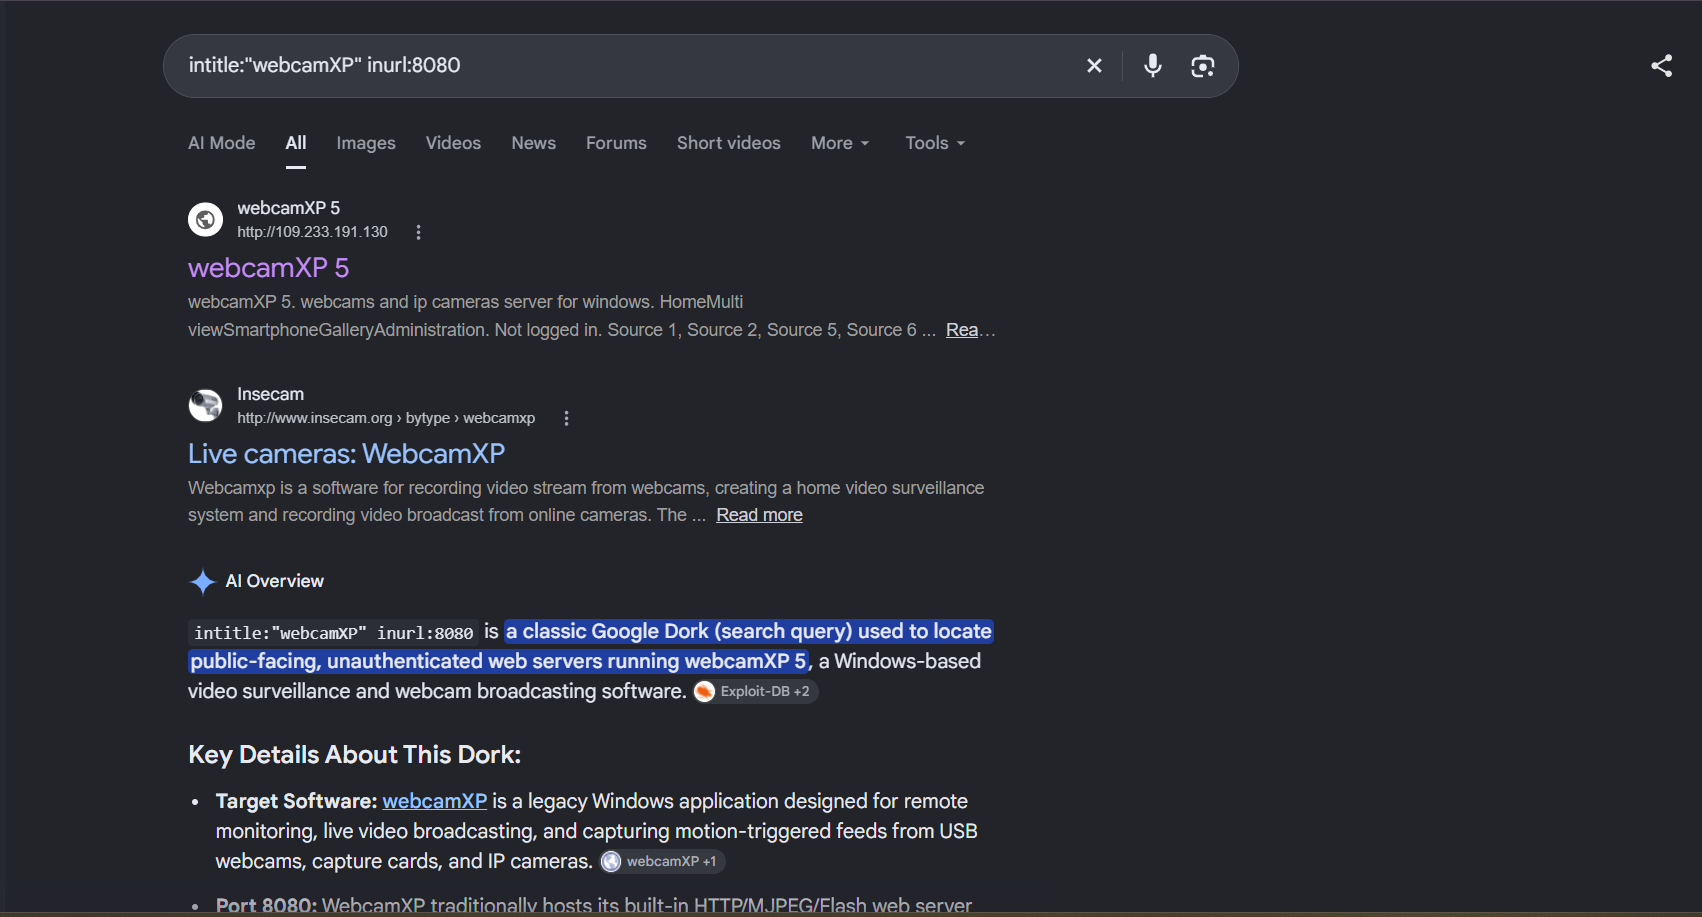 intitle:"webcamXP" inurl:8080
AI Mode All Images Videos News Forums Short videos More Tools
webcamXP 5
http://109.233.191.130
webcamXP 5
webcamXP 5. webcams and ip cameras server for windows. HomeMulti
viewSmartphoneGalleryAdministration. Not logged in. Source 1, Source 2, Source 5, Source 6 ... Rea...
Insecam
http://www.insecam.org › bytype › webcamxp
Live cameras: WebcamXP
Webcamxp is a software for recording video stream from webcams, creating a home video surveillance
system and recording video broadcast from online cameras. The ... Read more
AI Overview
intitle:"webcamXP" inurl:8080 is a classic Google Dork (search query) used to locate
public-facing, unauthenticated web servers running webcamXP 5, a Windows-based
video surveillance and webcam broadcasting software. Exploit-DB +2
Key Details About This Dork:
• Target Software: webcamXP is a legacy Windows application designed for remote
monitoring, live video broadcasting, and capturing motion-triggered feeds from USB
webcams, capture cards, and IP cameras. webcamXP +1
• Port 8080: WebcamXP traditionally hosts its built-in HTTP/MJPEG/Flash web server